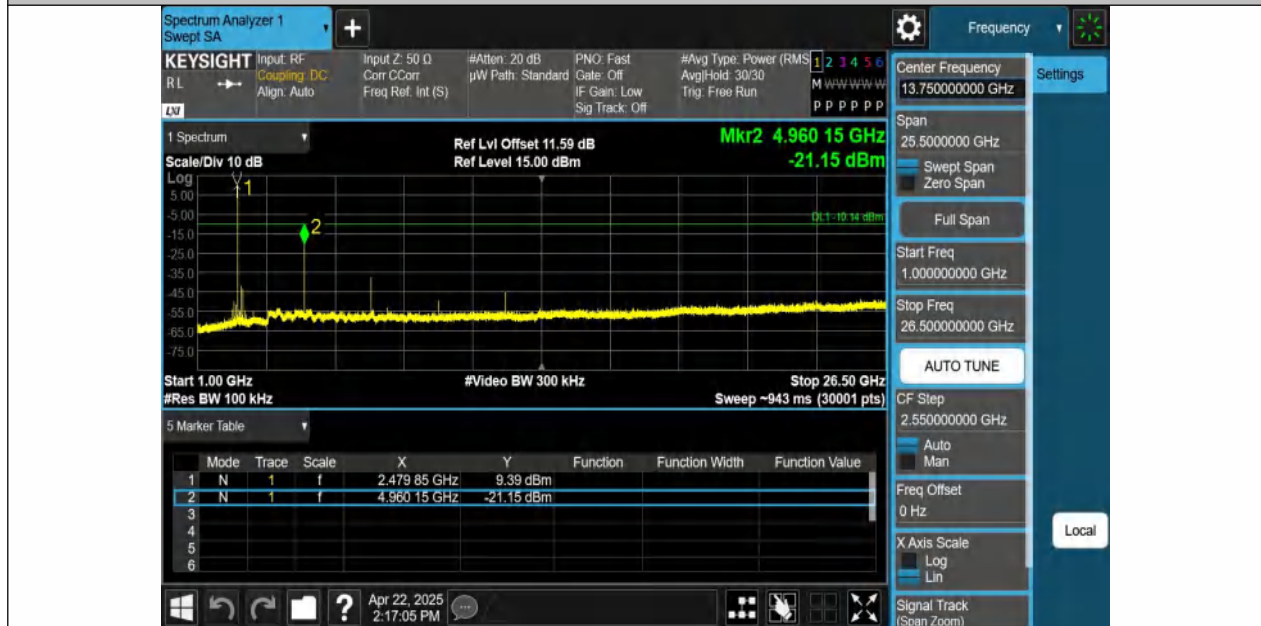 Spectrum Analyzer 1
Swept SA
+
Frequency
KEYSIGHT
RL
LXI
Input: RF
Coupling: DC
Align: Auto
Input Z: 50 Ω
Corr CCorr
Freq Ref: Int (S)
#Atten: 20 dB
µW Path: Standard
PNO: Fast
Gate: Off
IF Gain: Low
Sig Track: Off
#Avg Type: Power (RMS
Avg|Hold: 30/30
Trig: Free Run
1 2 3 4 5 6
M W W W W W
P P P P P P
1 Spectrum
Scale/Div 10 dB
Ref Lvl Offset 11.59 dB
Ref Level 15.00 dBm
Mkr2 4.960 15 GHz
-21.15 dBm
Log
5.00
-5.00
-15.0
-25.0
-35.0
-45.0
-55.0
-65.0
-75.0
1
2
DL1 -10.14 dBm
Start 1.00 GHz
#Video BW 300 kHz
Stop 26.50 GHz
#Res BW 100 kHz
Sweep ~943 ms (30001 pts)
5 Marker Table
Mode Trace Scale X Y Function Function Width Function Value
1 N 1 f 2.479 85 GHz 9.39 dBm
2 N 1 f 4.960 15 GHz -21.15 dBm
3
4
5
6
?
Apr 22, 2025
2:17:05 PM
Center Frequency
13.750000000 GHz
Span
25.5000000 GHz
Swept Span
Zero Span
Full Span
Start Freq
1.000000000 GHz
Stop Freq
26.500000000 GHz
AUTO TUNE
CF Step
2.550000000 GHz
Auto
Man
Freq Offset
0 Hz
X Axis Scale
Log
Lin
Signal Track
(Span Zoom)
Settings
Local